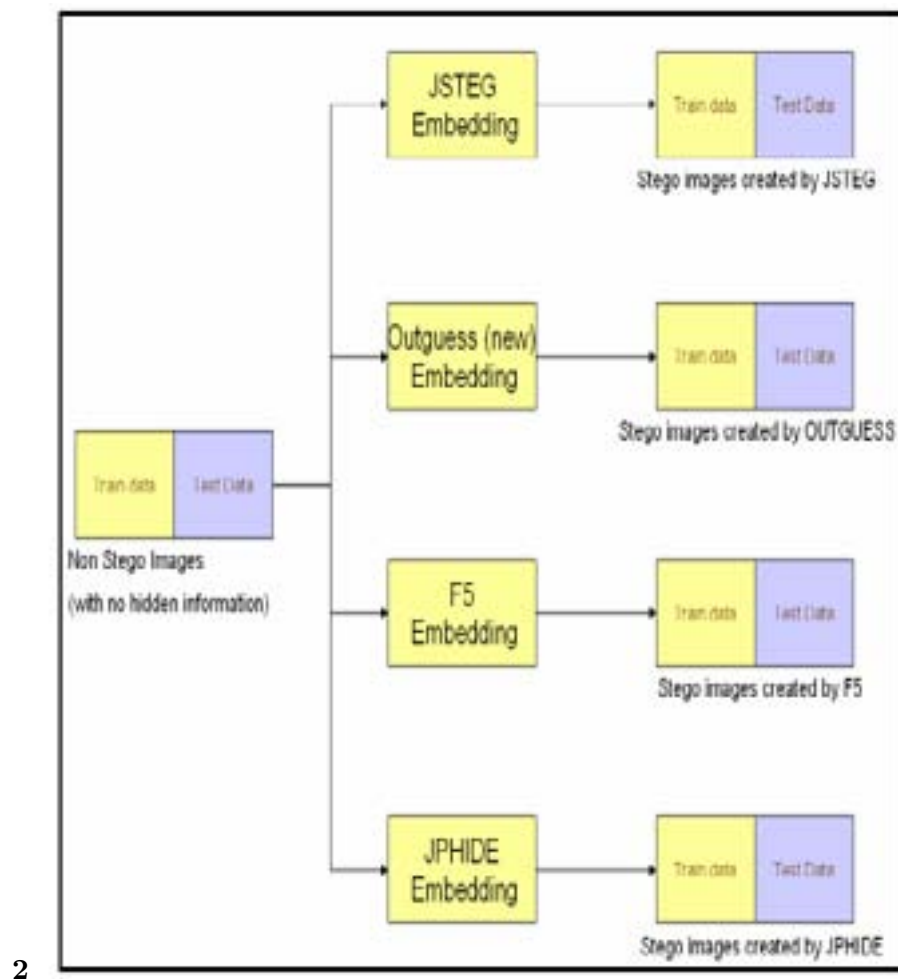 JSTEG
Embedding
Train data Test Data
Stego images created by JSTEG
Outguess (new)
Embedding
Train data Test Data
Stego images created by OUTGUESS
Train data Test Data
Non Stego Images
(with no hidden information)
F5
Embedding
Train data Test Data
Stego images created by F5
JPHIDE
Embedding
Train data Test Data
Stego images created by JPHIDE
2